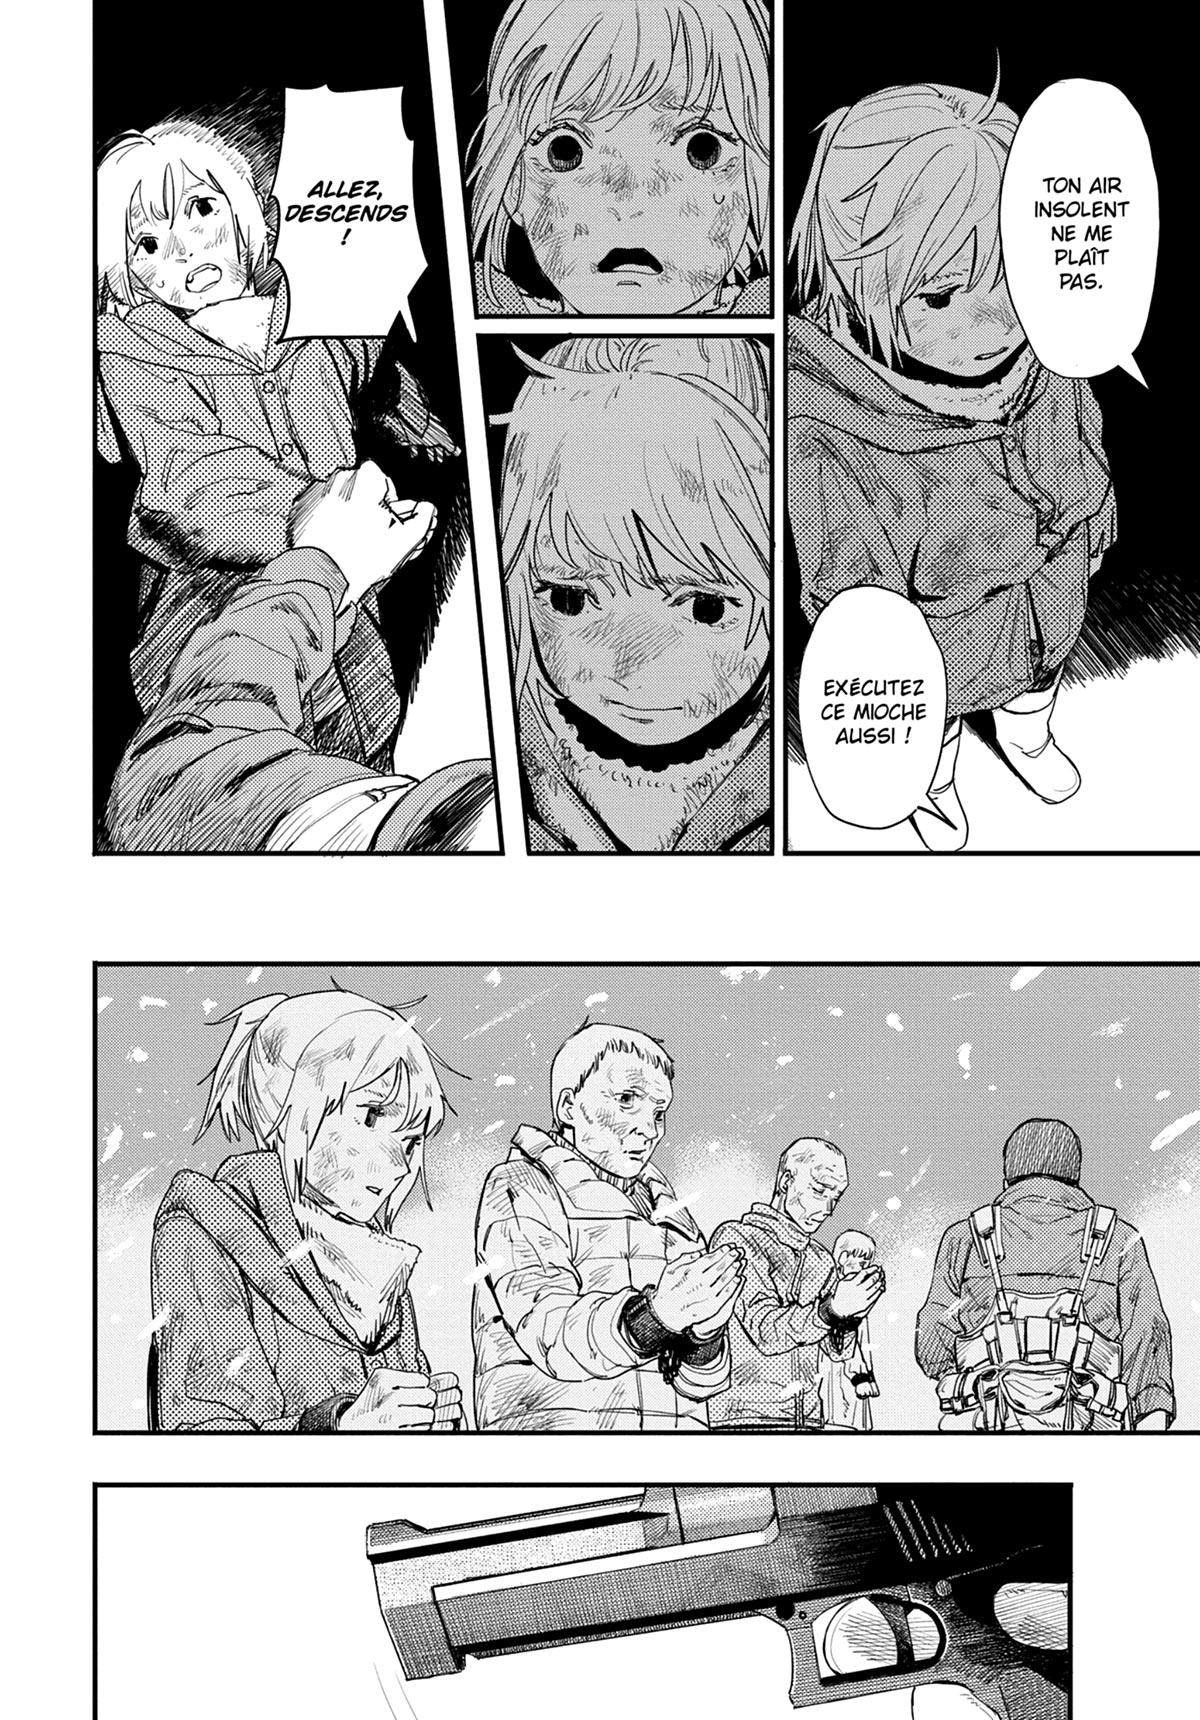 TON AIR
INSOLENT
NE ME
PLAÎT
PAS.
EXÉCUTEZ
CE MIOCHE
AUSSI !
ALLEZ,
DESCENDS
!